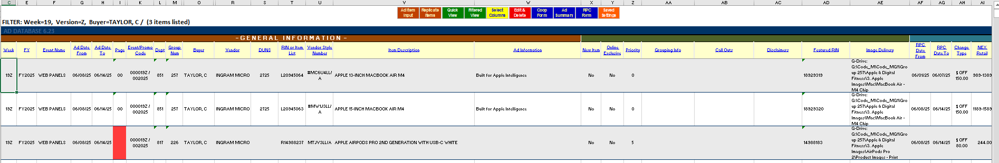 C E F G H I K L M O R S T U V W X Y Z AA AB AC AD AE AF AG AH AI
Ad Item Input Replicate Items Quick View Filtered View Select Columns Edit & Delete Coop Form Ad Summary RPC Form Saved Settings
FILTER: Week=19, Version=Z, Buyer=TAYLOR, C / (3 items listed)
AD DATABASE 6.23
- GENERAL INFORMATION -
Week FY Event Name Ad Date From Ad Date To Page Event/Promo Code Dept Group Num Buyer Vendor DUNS RIN or Item List Vendor Style Number Item Description Ad Information New Item Online Exclusive Priority Grouping Info Call Outs Disclaimers Featured RIN Image Delivery RPC Date From RPC Date To Change Type NEX Retail
19Z FY2025 WEB PANELS 06/08/25 06/14/25 00 000019Z / 002025 851 257 TAYLOR, C INGRAM MICRO 2725 L20945064 #MC6U4LL/A APPLE 13-INCH MACBOOK AIR M4 Built for Apple Intelligence No No 0 18929319 G-Drive: G:\Code_M\Code_MG1\Group 257\Apple & Digital Fitness\3. Apple Images\Mac\MacBook Air - M4 Chip 06/01/25 06/07/25 $ OFF 150.00 989-1389
19Z FY2025 WEB PANELS 06/08/25 06/14/25 00 000019Z / 002025 851 257 TAYLOR, C INGRAM MICRO 2725 L20945063 #MW1J3LL/A APPLE 15-INCH MACBOOK AIR M4 Built for Apple Intelligence No No 0 18929320 G-Drive: G:\Code_M\Code_MG1\Group 257\Apple & Digital Fitness\3. Apple Images\Mac\MacBook Air - M4 Chip 06/08/25 06/14/25 $ OFF 150.00 1189-1589
19Z FY2025 WEB PANELS 06/08/25 06/14/25 000019Z / 002025 817 226 TAYLOR, C INGRAM MICRO R14988237 MTJV3LL/A APPLE AIRPODS PRO 2ND GENERATION WITH USB-C WHITE No No 5 14988183 G-Drive: G:\Code_M\Code_MG1\Group 257\Apple & Digital Fitness\3. Apple Images\AirPods Pro 2\Product Images - Print 06/08/25 06/14/25 $ OFF 80.00 244.00